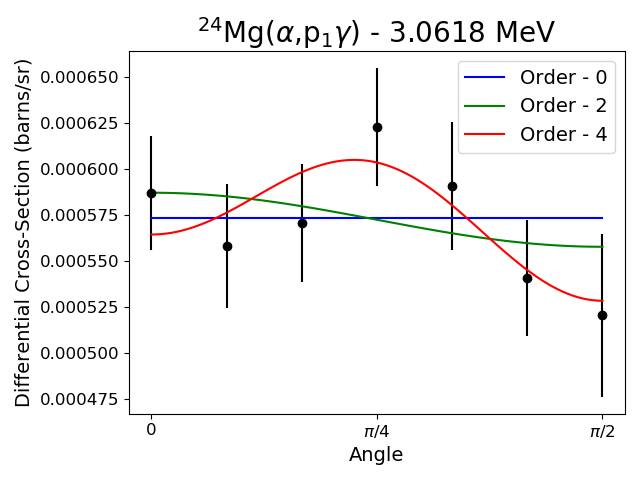 ²⁴Mg(α,p₁γ) - 3.0618 MeV
Differential Cross-Section (barns/sr)
0.000650
0.000625
0.000600
0.000575
0.000550
0.000525
0.000500
0.000475
Order - 0
Order - 2
Order - 4
0
π/4
π/2
Angle